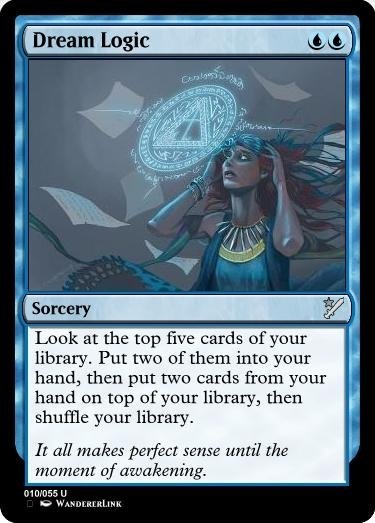 Dream Logic
Sorcery
Look at the top five cards of your
library. Put two of them into your
hand, then put two cards from your
hand on top of your library, then
shuffle your library.
It all makes perfect sense until the
moment of awakening.
010/055 U
WANDERERLINK